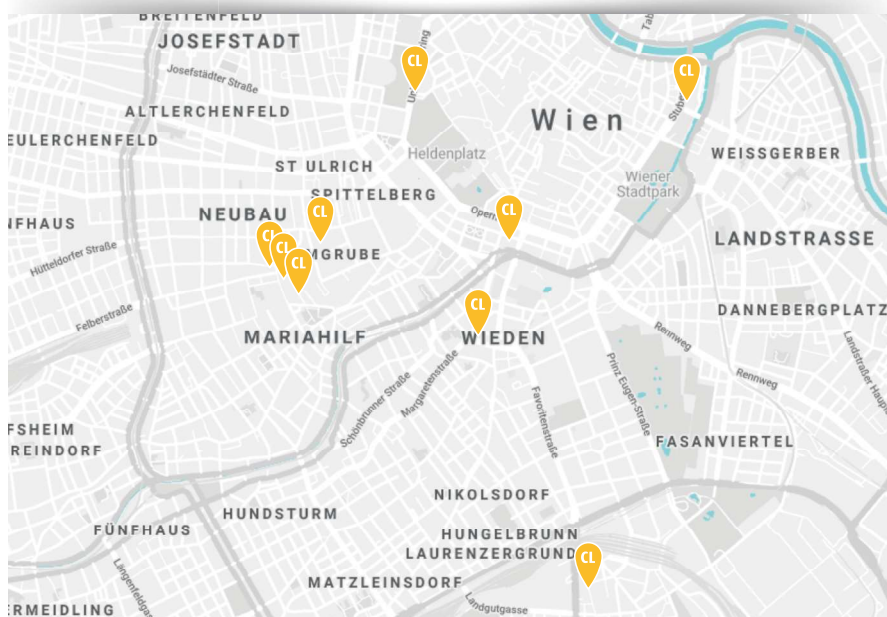 BREITENFELD
JOSEFSTADT
CL
CL
Josefstädter Straße
ALTLERCHENFELD
Wien
EULERCHENFELD
Heldenplatz
WEISSGERBER
ST ULRICH
Wiener
Stadtpark
SPITTELBERG
NEUBAU
CL
CL
NFHAUS
CL
CL
CL
MGRUBE
LANDSTRASSE
Hütteldorfer Straße
CL
DANNEBERGPLATZ
Felberstraße
MARIAHILF
WIEDEN
Rennweg
Rennweg
Margaretenstraße
Schönbrunner Straße
Prinz Eugen-Straße
Favoritenstraße
FSHEIM
REINDORF
FASANVIERTEL
NIKOLSDORF
HUNDSTURM
FÜNFHAUS
HUNGELBRUNN
LAURENZERGRUND
CL
MATZLEINSDORF
Landgutgasse
ERMEIDLING